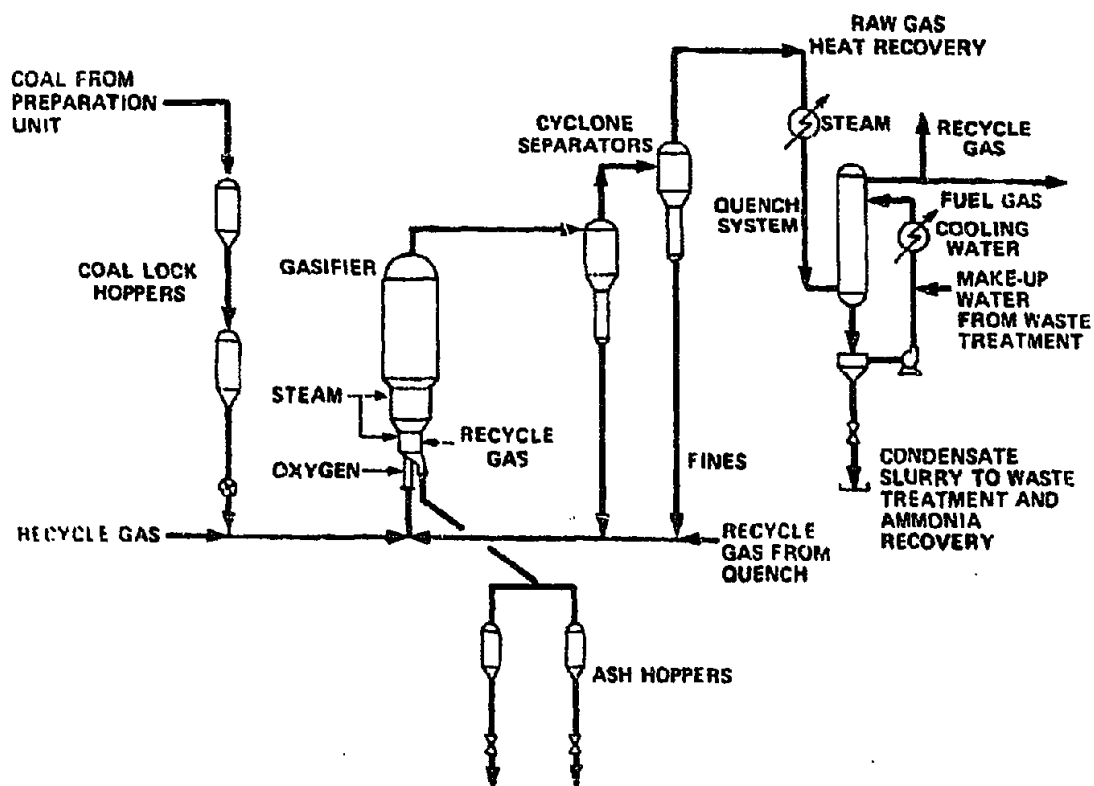 RAW GAS
HEAT RECOVERY
COAL FROM
PREPARATION
UNIT
CYCLONE
SEPARATORS
STEAM
RECYCLE
GAS
QUENCH
SYSTEM
FUEL GAS
COOLING
WATER
GASIFIER
COAL LOCK
HOPPERS
MAKE-UP
WATER
FROM WASTE
TREATMENT
STEAM
RECYCLE
GAS
OXYGEN
FINES
CONDENSATE
SLURRY TO WASTE
TREATMENT AND
AMMONIA
RECOVERY
RECYCLE GAS
RECYCLE
GAS FROM
QUENCH
ASH HOPPERS